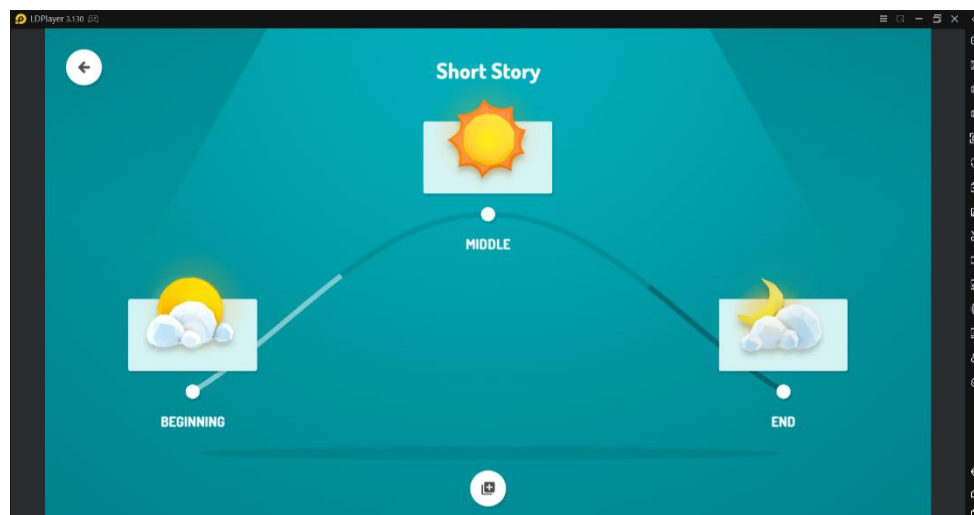 LDPlayer 3.130
Short Story
MIDDLE
BEGINNING
END